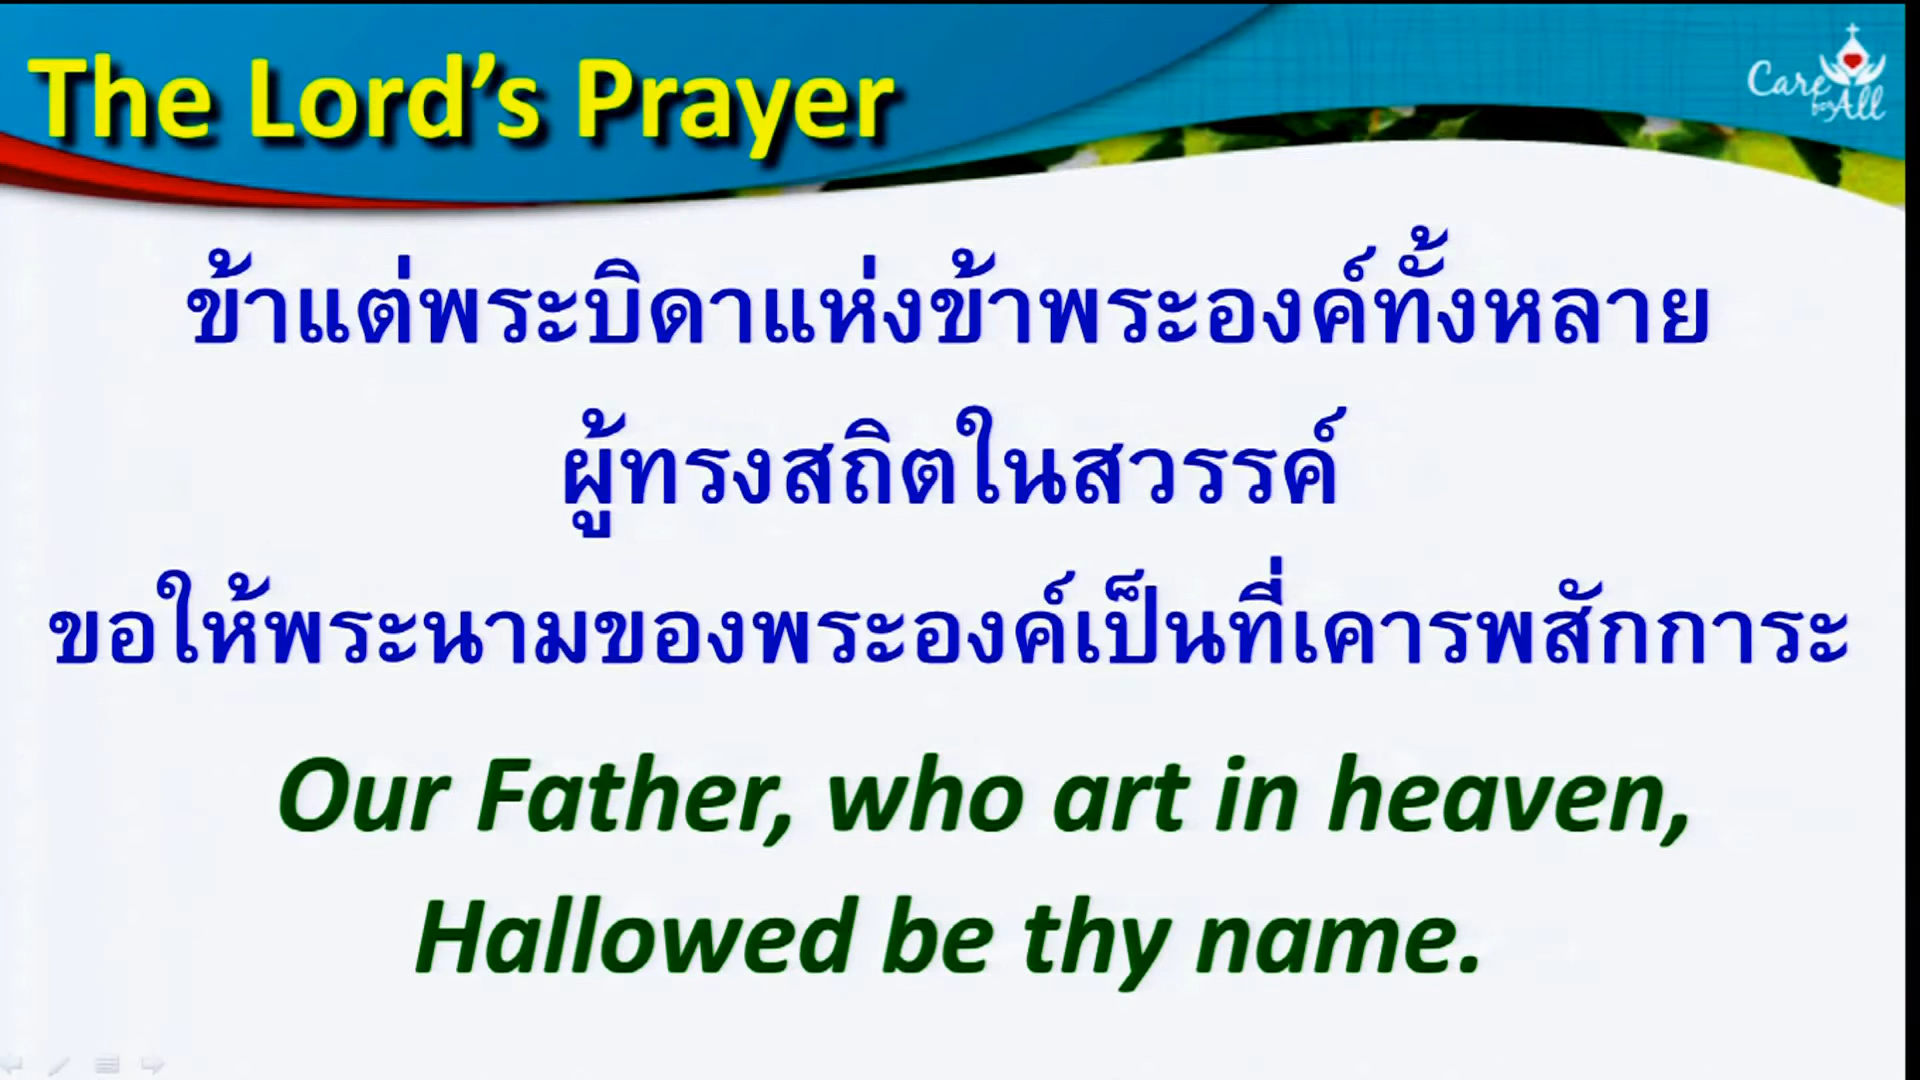 The Lord’s Prayer
Care
for All
ข้าแต่พระบิดาแห่งข้าพระองค์ทั้งหลาย
ผู้ทรงสถิตในสวรรค์
ขอให้พระนามของพระองค์เป็นที่เคารพสักการะ
Our Father, who art in heaven,
Hallowed be thy name.